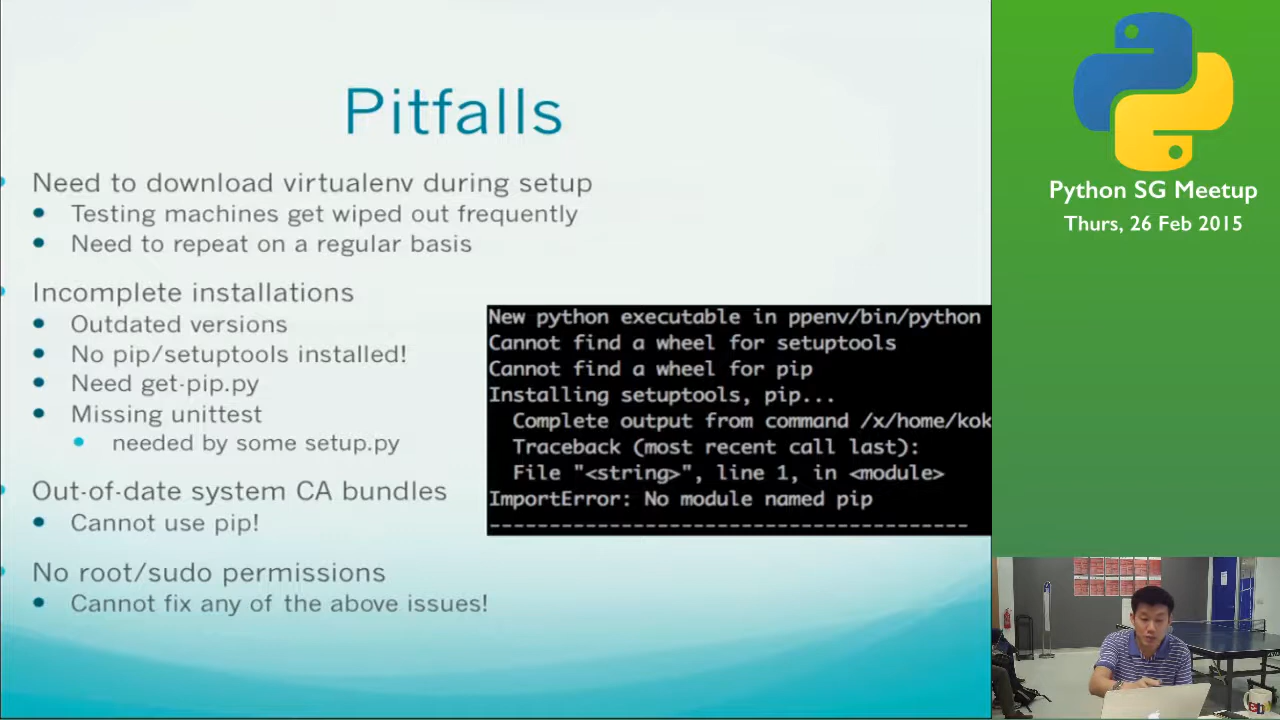 Pitfalls
Need to download virtualenv during setup
Testing machines get wiped out frequently
Need to repeat on a regular basis
Incomplete installations
Outdated versions
No pip/setuptools installed!
Need get-pip.py
Missing unittest
needed by some setup.py
Out-of-date system CA bundles
Cannot use pip!
No root/sudo permissions
Cannot fix any of the above issues!
New python executable in ppenv/bin/python
Cannot find a wheel for setuptools
Cannot find a wheel for pip
Installing setuptools, pip...
Complete output from command /x/home/kok
Traceback (most recent call last):
File "<string>", line 1, in <module>
ImportError: No module named pip
----------------------------------------
Python SG Meetup
Thurs, 26 Feb 2015